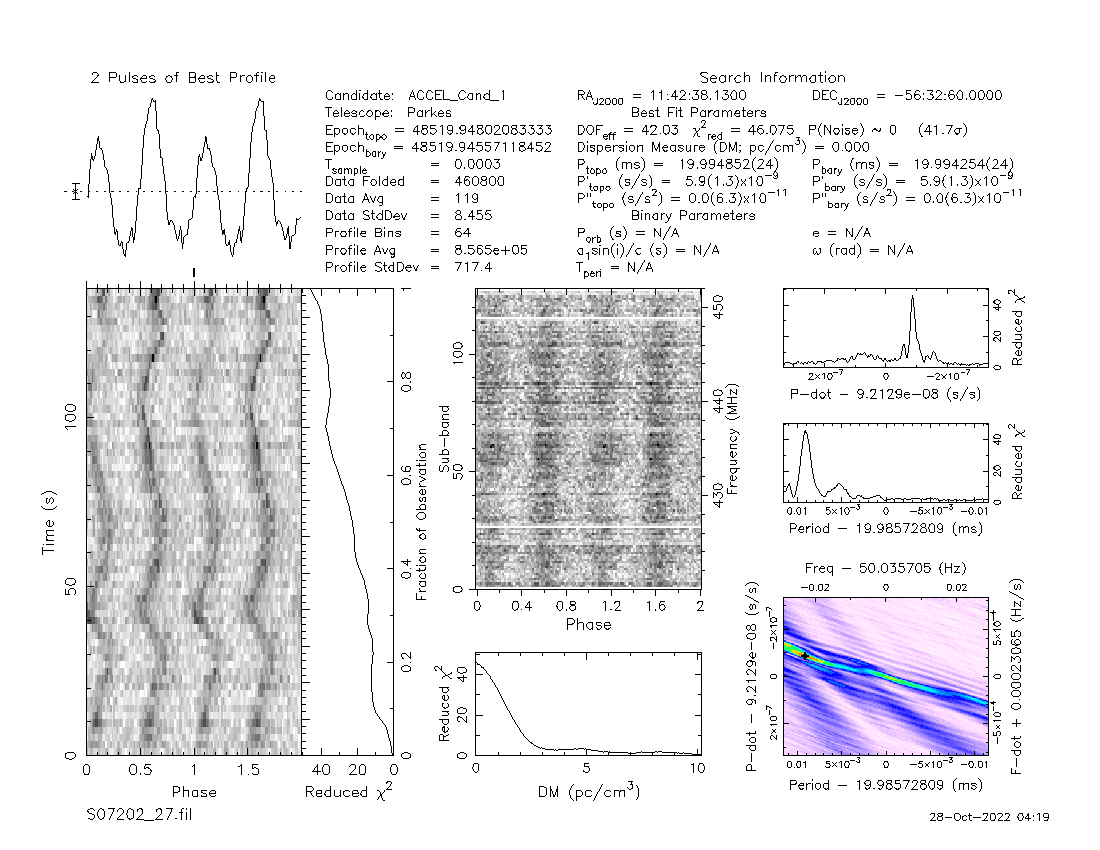 2 Pulses of Best Profile
Search Information
Candidate: ACCEL_Cand_1
RA_J2000 = 11:42:38.1300 DEC_J2000 = −56:32:60.0000
Telescope: Parkes
Best Fit Parameters
Epoch_topo = 48519.94802083333
DOF_eff = 42.03 χ²_red = 46.075 P(Noise) ~ 0 (41.7σ)
Epoch_bary = 48519.94557118452
Dispersion Measure (DM; pc/cm³) = 0.000
T_sample = 0.0003
P_topo (ms) = 19.994852(24) P_bary (ms) = 19.994254(24)
Data Folded = 460800
P'_topo (s/s) = 5.9(1.3)x10⁻⁹ P'_bary (s/s) = 5.9(1.3)x10⁻⁹
Data Avg = 119
P''_topo (s/s²) = 0.0(6.3)x10⁻¹¹ P''_bary (s/s²) = 0.0(6.3)x10⁻¹¹
Data StdDev = 8.455
Binary Parameters
Profile Bins = 64
P_orb (s) = N/A e = N/A
Profile Avg = 8.565e+05
a₁sin(i)/c (s) = N/A ω (rad) = N/A
Profile StdDev = 717.4
T_peri = N/A
0 50 100
Time (s)
0 0.5 1 1.5
Phase
40 20 0
Reduced χ²
0 0.2 0.4 0.6 0.8 1
Fraction of Observation
0 50 100
Sub−band
430 440 450
Frequency (MHz)
0 0.4 0.8 1.2 1.6 2
Phase
0 20 40
Reduced χ²
0 5 10
DM (pc/cm³)
0 20 40
Reduced χ²
2×10⁻⁷ 0 −2×10⁻⁷
P−dot − 9.2129e−08 (s/s)
0 20 40
Reduced χ²
0.01 5×10⁻³ 0 −5×10⁻³ −0.01
Period − 19.98572809 (ms)
Freq − 50.035705 (Hz)
−0.02 0 0.02
2×10⁻⁷ 0 −2×10⁻⁷
P−dot − 9.2129e−08 (s/s)
−5×10⁻⁴ 0 5×10⁻⁴
F−dot + 0.00023065 (Hz/s)
0.01 5×10⁻³ 0 −5×10⁻³ −0.01
Period − 19.98572809 (ms)
S07202_27.fil
28−Oct−2022 04:19